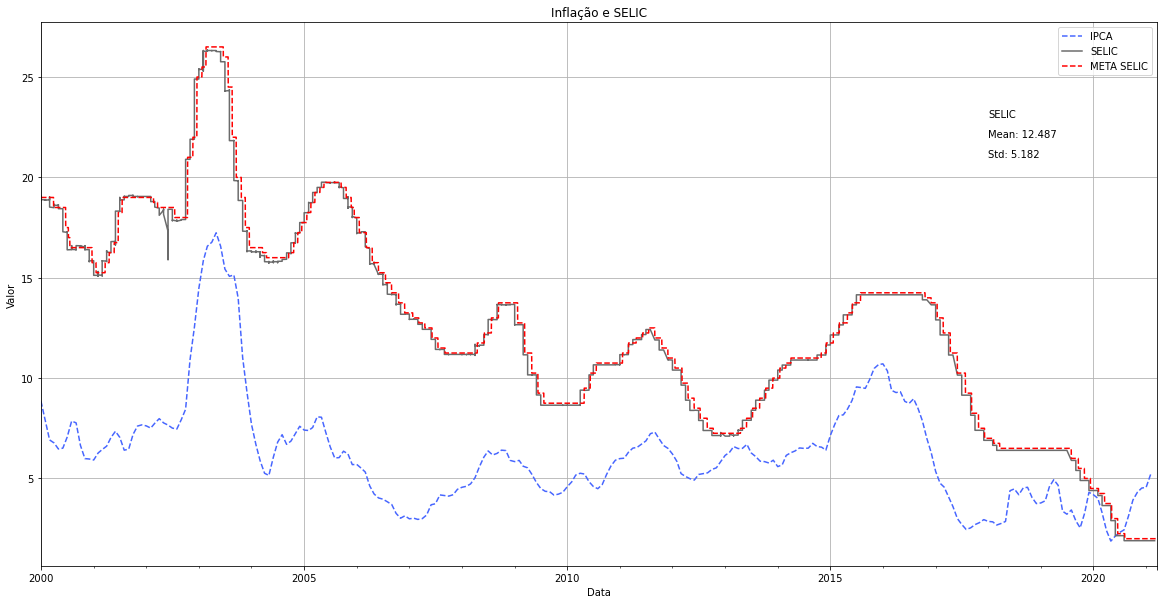 Inflação e SELIC
IPCA
SELIC
META SELIC
SELIC
Mean: 12.487
Std: 5.182
Valor
25
20
15
10
5
2000
2005
2010
2015
2020
Data